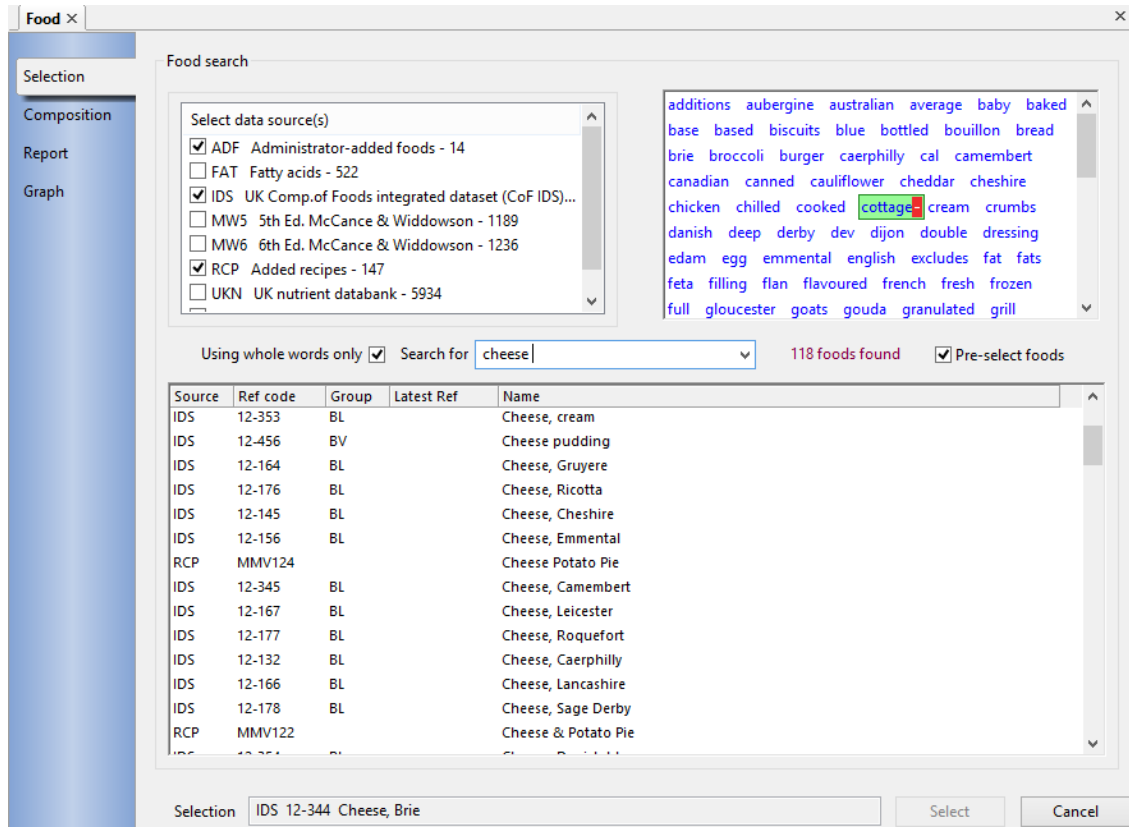 Food ×
Selection
Composition
Report
Graph
Food search
Select data source(s)
ADF Administrator-added foods - 14
FAT Fatty acids - 522
IDS UK Comp.of Foods integrated dataset (CoF IDS)...
MW5 5th Ed. McCance & Widdowson - 1189
MW6 6th Ed. McCance & Widdowson - 1236
RCP Added recipes - 147
UKN UK nutrient databank - 5934
additions aubergine australian average baby baked
base based biscuits blue bottled bouillon bread
brie broccoli burger caerphilly cal camembert
canadian canned cauliflower cheddar cheshire
chicken chilled cooked cottage - cream crumbs
danish deep derby dev dijon double dressing
edam egg emmental english excludes fat fats
feta filling flan flavoured french fresh frozen
full gloucester goats gouda granulated grill
Using whole words only Search for cheese 118 foods found Pre-select foods
Source Ref code Group Latest Ref Name
IDS 12-353 BL Cheese, cream
IDS 12-456 BV Cheese pudding
IDS 12-164 BL Cheese, Gruyere
IDS 12-176 BL Cheese, Ricotta
IDS 12-145 BL Cheese, Cheshire
IDS 12-156 BL Cheese, Emmental
RCP MMV124 Cheese Potato Pie
IDS 12-345 BL Cheese, Camembert
IDS 12-167 BL Cheese, Leicester
IDS 12-177 BL Cheese, Roquefort
IDS 12-132 BL Cheese, Caerphilly
IDS 12-166 BL Cheese, Lancashire
IDS 12-178 BL Cheese, Sage Derby
RCP MMV122 Cheese & Potato Pie
Selection IDS 12-344 Cheese, Brie Select Cancel